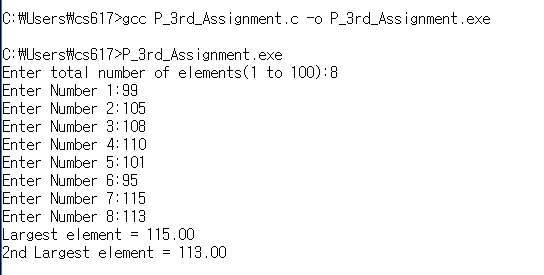 C:₩Users₩cs617>gcc P_3rd_Assignment.c -o P_3rd_Assignment.exe
C:₩Users₩cs617>P_3rd_Assignment.exe
Enter total number of elements(1 to 100):8
Enter Number 1:99
Enter Number 2:105
Enter Number 3:108
Enter Number 4:110
Enter Number 5:101
Enter Number 6:95
Enter Number 7:115
Enter Number 8:113
Largest element = 115.00
2nd Largest element = 113.00